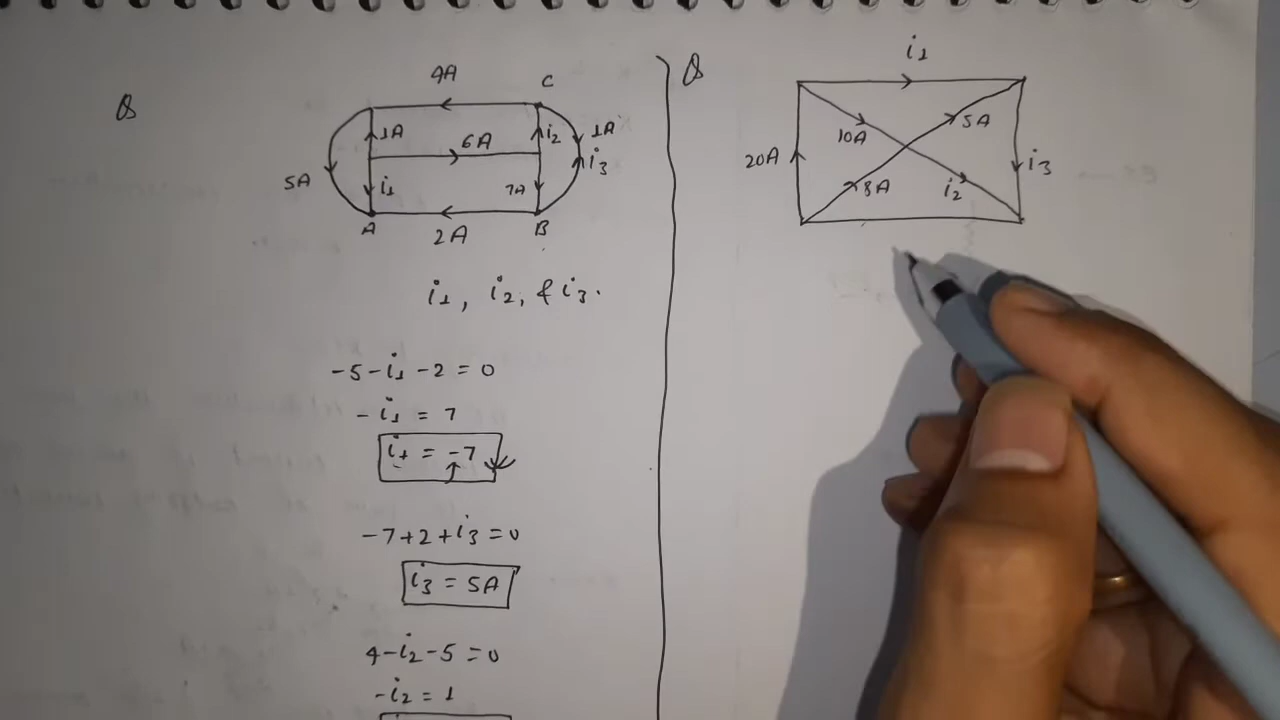 Q
4A
C
1A
i2
1A
6A
i3
5A
i1
7A
A
2A
B
i1, i2, & i3.
-5-i1-2=0
-i1=7
i1=-7
-7+2+i3=0
i3=5A
4-i2-5=0
-i2=1
Q
i1
10A
5A
20A
i3
8A
i2